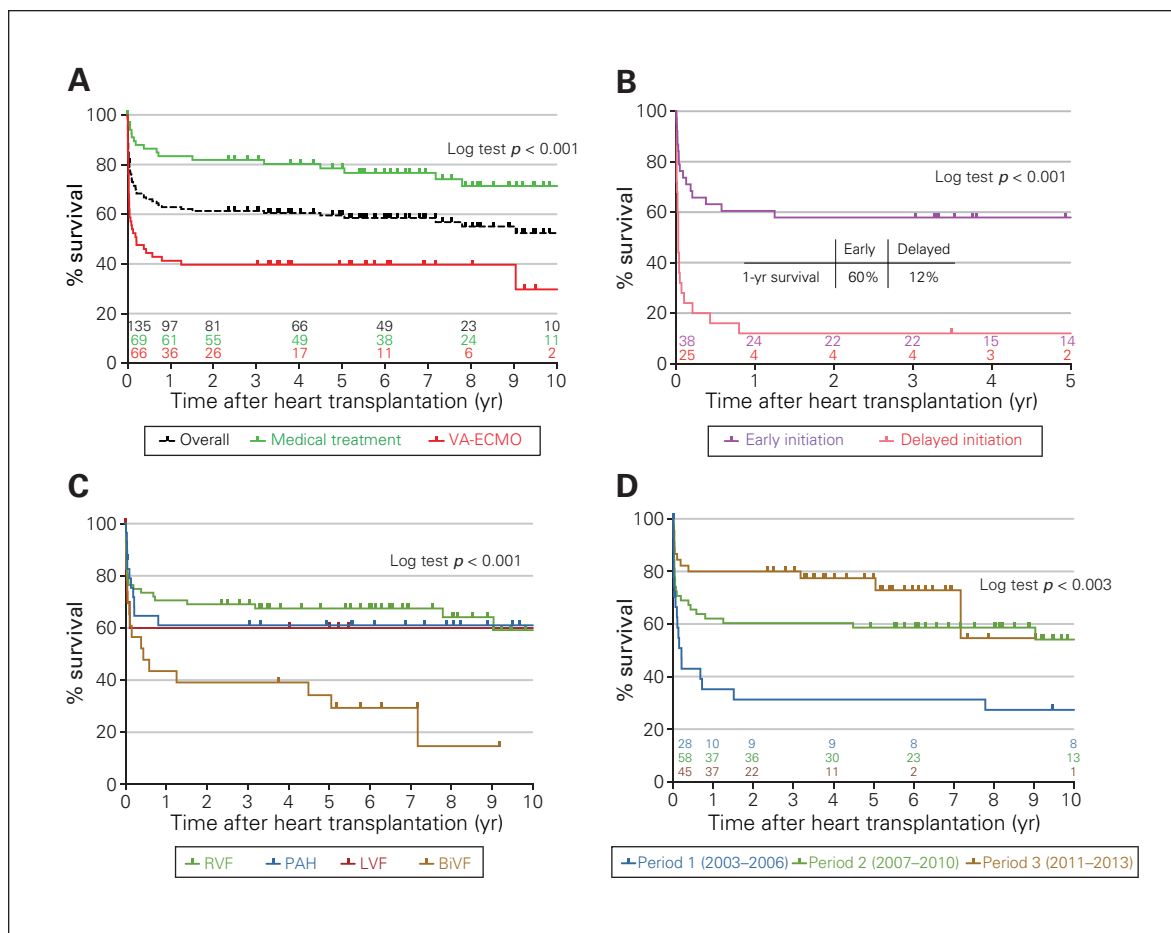 A
100
80
60
40
20
0
% survival
Log test p < 0.001
135 97 81 66 49 23 10
69 61 55 49 38 24 11
66 36 26 17 11 6 2
0 1 2 3 4 5 6 7 8 9 10
Time after heart transplantation (yr)
Overall Medical treatment VA-ECMO
B
100
80
60
40
20
0
% survival
Log test p < 0.001
Early Delayed
1-yr survival 60% 12%
38 24 22 22 15 14
25 4 4 4 3 2
0 1 2 3 4 5
Time after heart transplantation (yr)
Early initiation Delayed initiation
C
100
80
60
40
20
0
% survival
Log test p < 0.001
0 1 2 3 4 5 6 7 8 9 10
Time after heart transplantation (yr)
RVF PAH LVF BiVF
D
100
80
60
40
20
0
% survival
Log test p < 0.003
28 10 9 9 8 8
58 37 36 30 23 13
45 37 22 11 2 1
0 1 2 3 4 5 6 7 8 9 10
Time after heart transplantation (yr)
Period 1 (2003–2006) Period 2 (2007–2010) Period 3 (2011–2013)